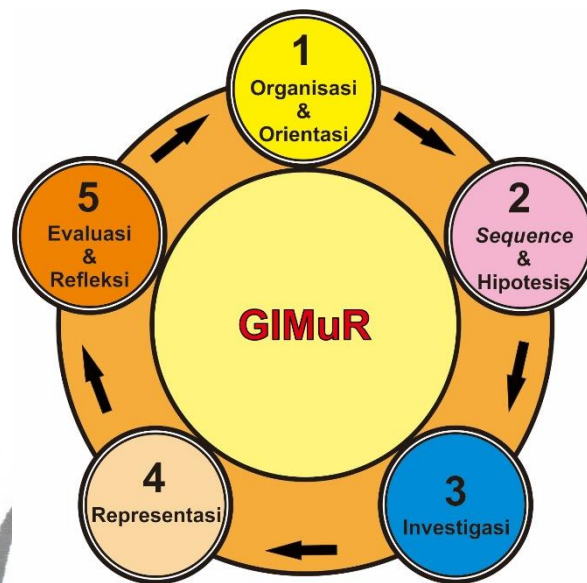 1
Organisasi
&
Orientasi
2
Sequence
&
Hipotesis
3
Investigasi
4
Representasi
5
Evaluasi
&
Refleksi
GIMuR